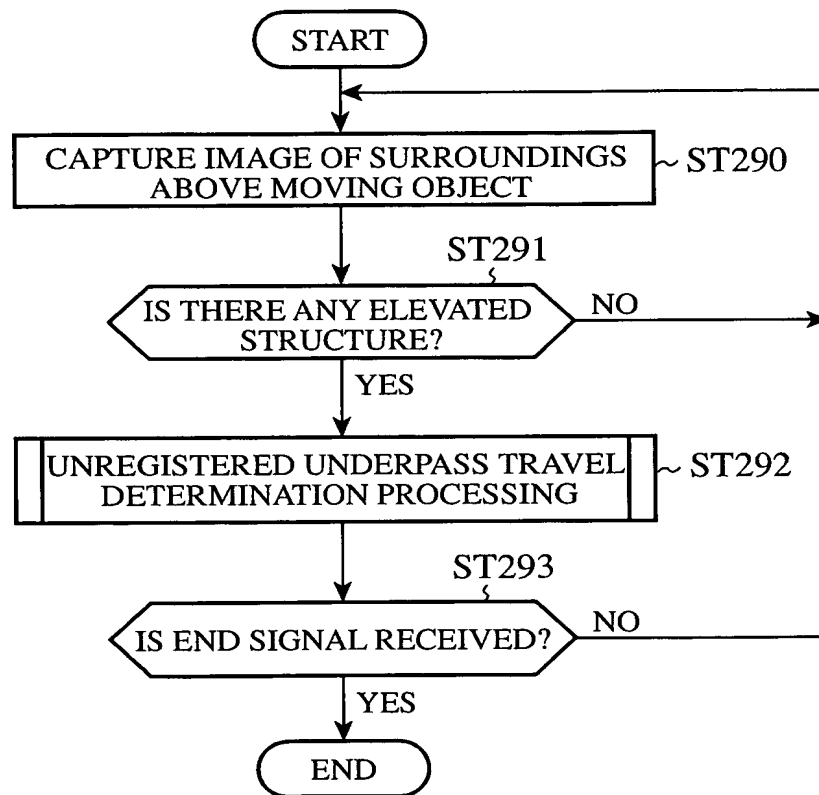 START
CAPTURE IMAGE OF SURROUNDINGS
ABOVE MOVING OBJECT
ST290
ST291
IS THERE ANY ELEVATED
STRUCTURE?
NO
YES
UNREGISTERED UNDERPASS TRAVEL
DETERMINATION PROCESSING
ST292
ST293
IS END SIGNAL RECEIVED?
NO
YES
END